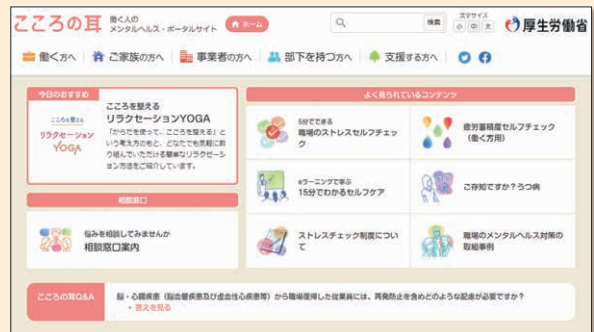 こころの耳
働く人の
メンタルヘルス・ポータルサイト
ホーム
検索
文字サイズ
小 中 大
厚生労働省
働く方へ
ご家族の方へ
事業者の方へ
部下を持つ方へ
支援する方へ
今日のおすすめ
こころを整える
リラクセーション
YOGA
こころを整える
リラクセーションYOGA
「からだを使って、こころを整える」と
いう考え方のもと、どなたでも気軽に取
り組んでいただける簡単なリラクセーシ
ョン方法をご紹介しています。
相談窓口
悩みを相談してみませんか
相談窓口案内
よく見られているコンテンツ
5分でできる
職場のストレスセルフチェッ
ク
疲労蓄積度セルフチェック
(働く方用)
eラーニングで学ぶ
15分でわかるセルフケア
ご存知ですか?うつ病
ストレスチェック制度につい
て
職場のメンタルヘルス対策の
取組事例
こころの耳Q&A
脳・心臓疾患(脳血管疾患及び虚血性心疾患等)から職場復帰した従業員には、再発防止を含めどのような配慮が必要ですか?
・答えを見る